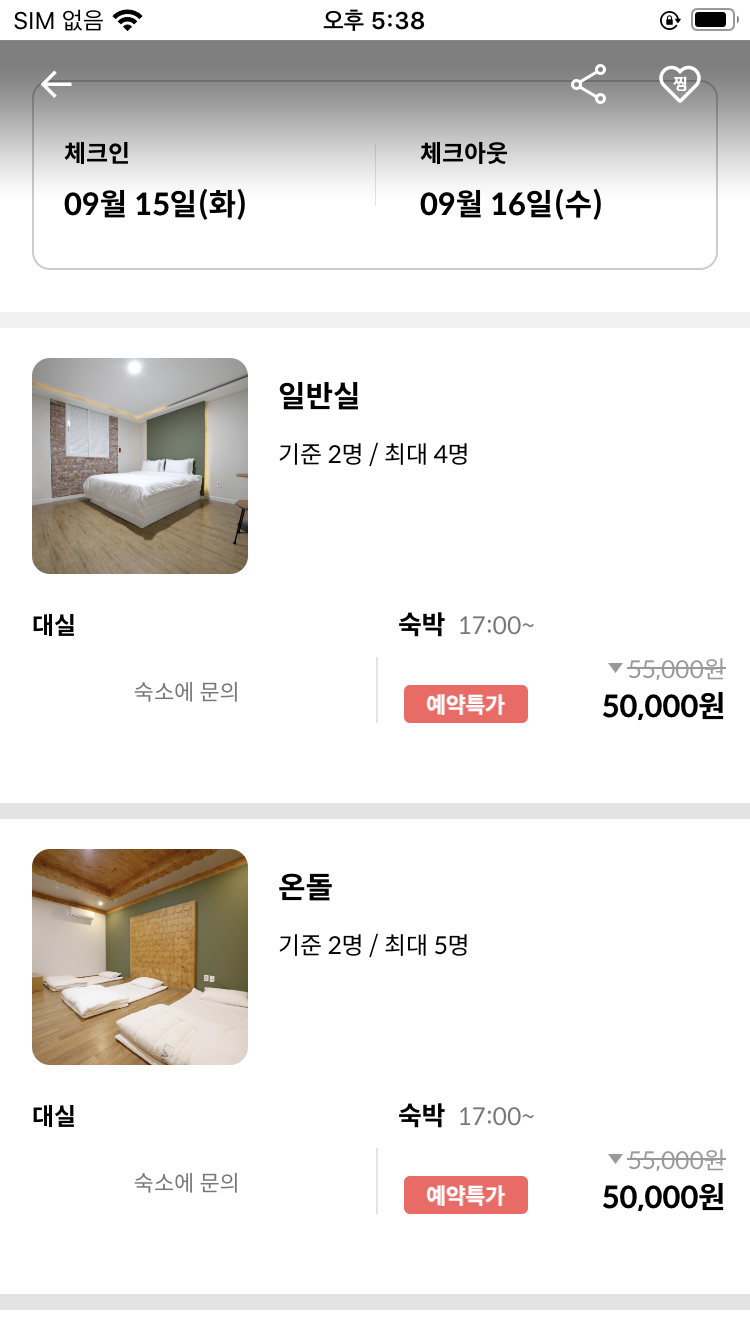 SIM 없음 오후 5:38
찜
체크인 체크아웃
09월 15일(화) 09월 16일(수)
일반실
기준 2명 / 최대 4명
대실 숙박 17:00~
▼55,000원
숙소에 문의 예약특가 50,000원
온돌
기준 2명 / 최대 5명
대실 숙박 17:00~
▼55,000원
숙소에 문의 예약특가 50,000원